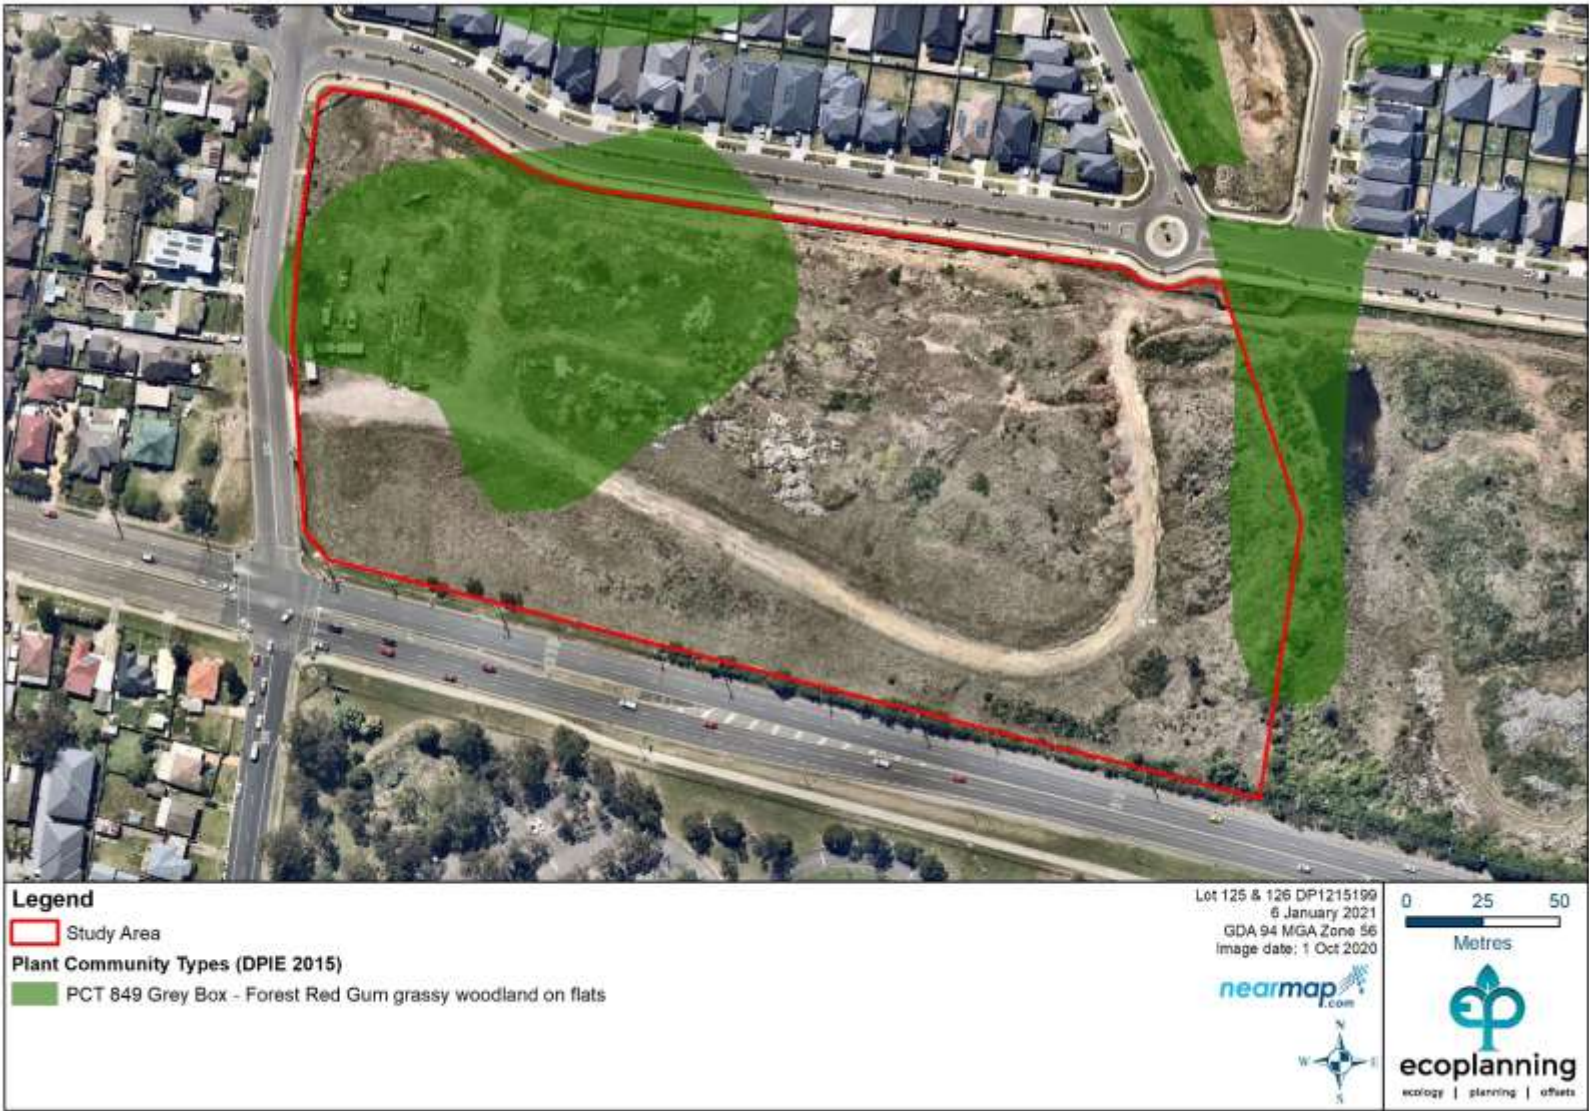 Legend
Study Area
Plant Community Types (DPIE 2015)
PCT 849 Grey Box - Forest Red Gum grassy woodland on flats
Lot 125 & 126 DP1215199
6 January 2021
GDA 94 MGA Zone 56
Image date: 1 Oct 2020
nearmap
.com
N
W E
S
0 25 50
Metres
ep
ecoplanning
ecology | planning | offsets